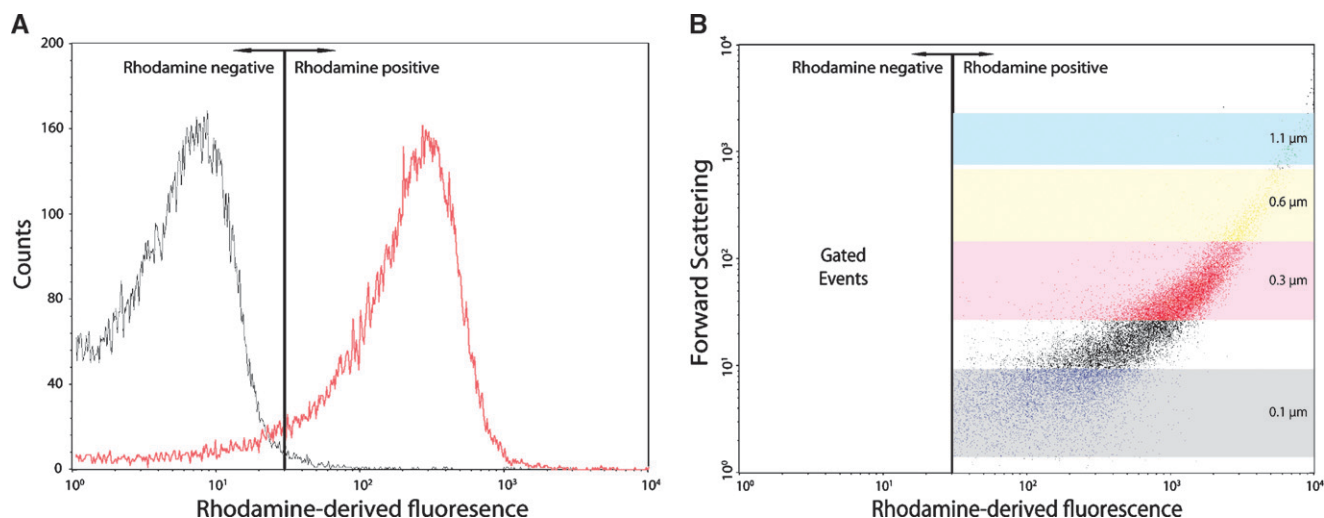 A
200
160
100
80
40
0
Counts
Rhodamine negative
Rhodamine positive
10⁰
10¹
10²
10³
10⁴
Rhodamine-derived fluoresence
B
10⁴
10³
10²
10¹
10⁰
Forward Scattering
Rhodamine negative
Rhodamine positive
Gated
Events
1.1 μm
0.6 μm
0.3 μm
0.1 μm
10⁰
10¹
10²
10³
10⁴
Rhodamine-derived fluoresence